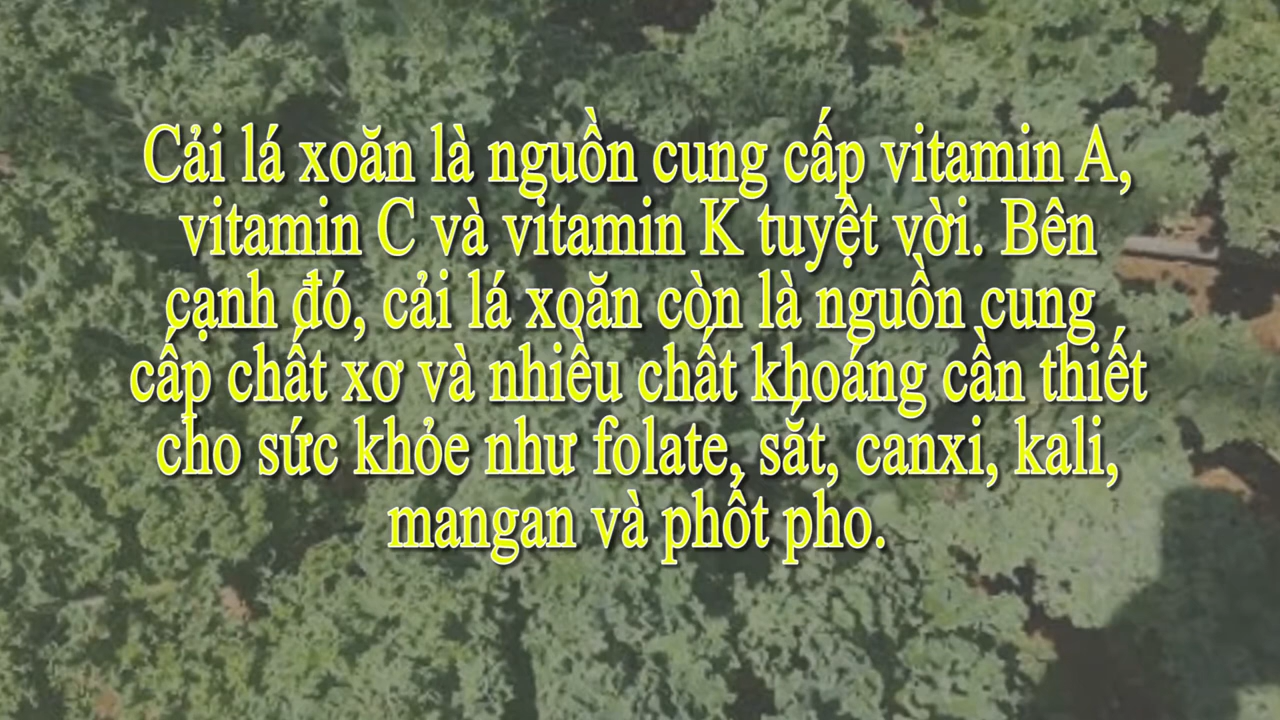 Cải lá xoăn là nguồn cung cấp vitamin A,
vitamin C và vitamin K tuyệt vời. Bên
cạnh đó, cải lá xoăn còn là nguồn cung
cấp chất xơ và nhiều chất khoáng cần thiết
cho sức khỏe như folate, sắt, canxi, kali,
mangan và phốt pho.